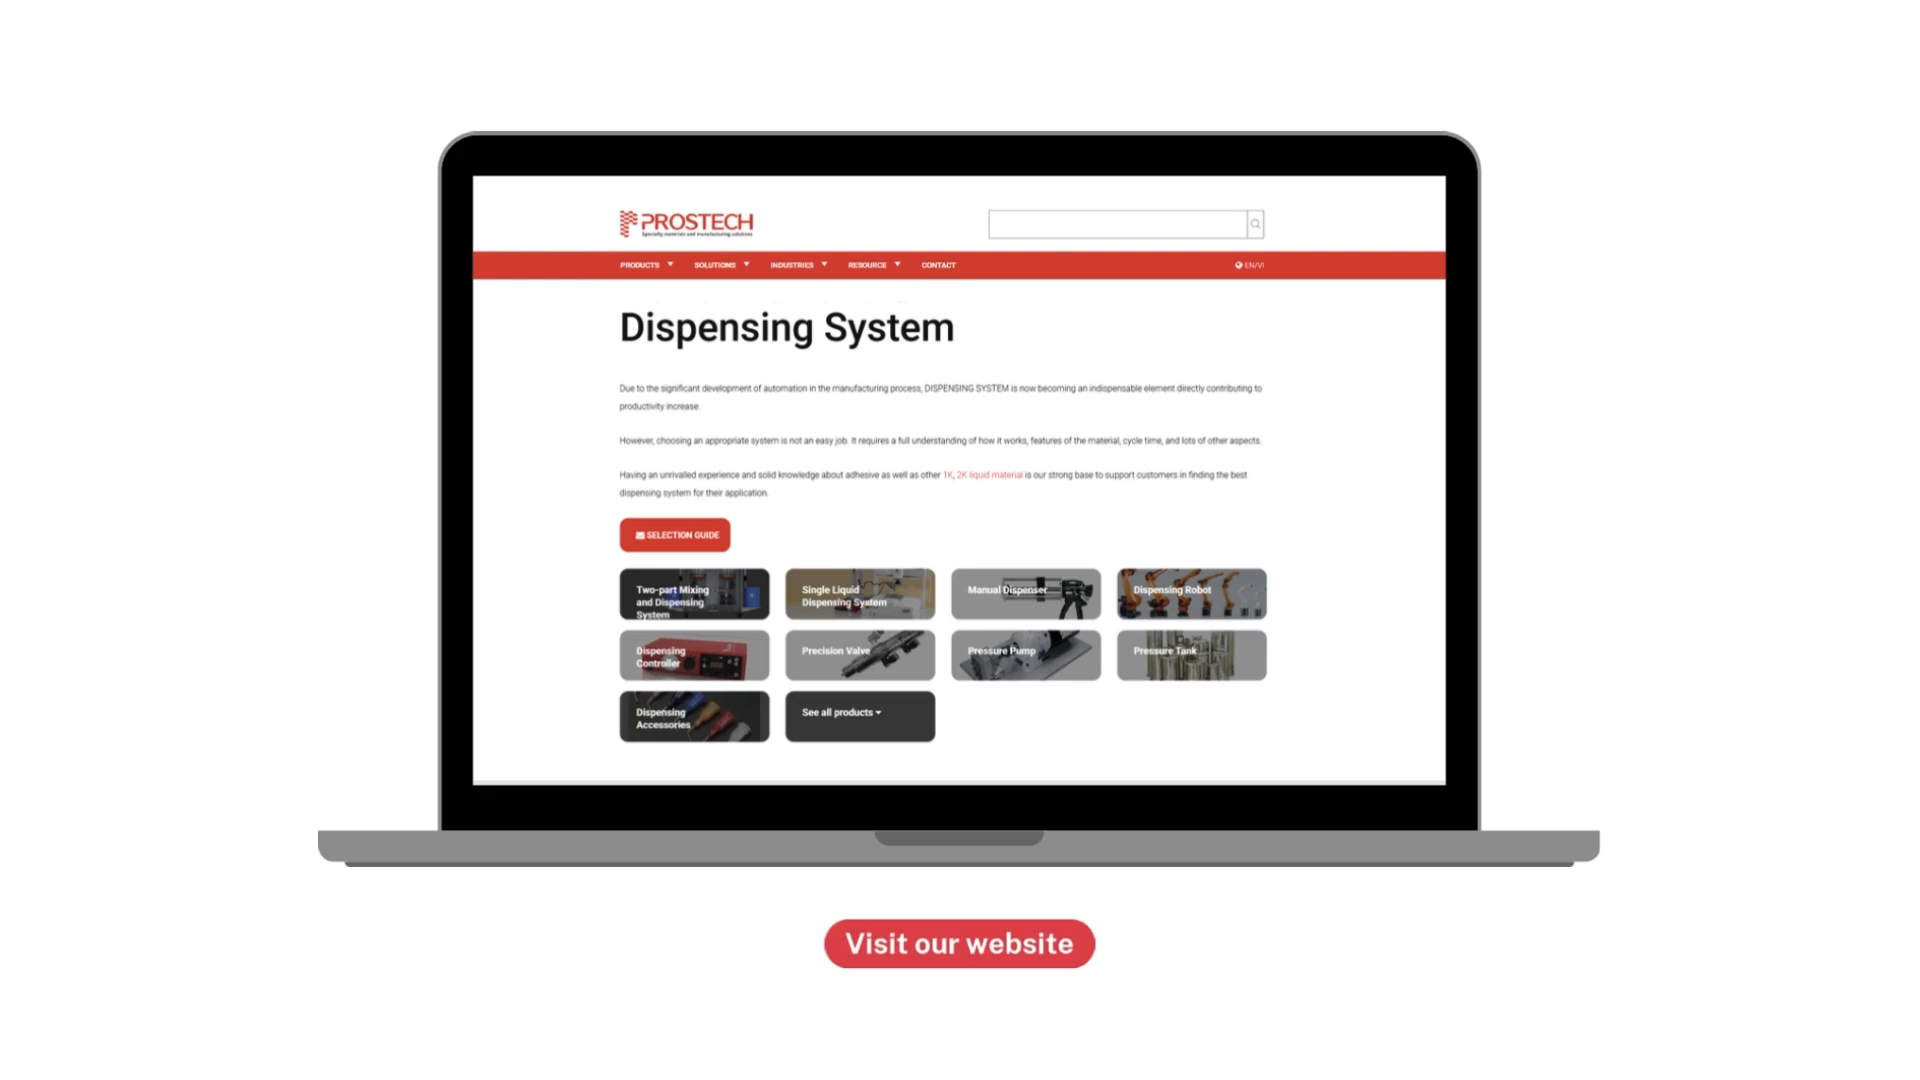 PROSTECH
Specialty materials and manufacturing solutions
PRODUCTS SOLUTIONS INDUSTRIES RESOURCE CONTACT EN/VI
Dispensing System
Due to the significant development of automation in the manufacturing process, DISPENSING SYSTEM is now becoming an indispensable element directly contributing to
productivity increase.
However, choosing an appropriate system is not an easy job. It requires a full understanding of how it works, features of the material, cycle time, and lots of other aspects.
Having an unrivalled experience and solid knowledge about adhesive as well as other 1K, 2K liquid material is our strong base to support customers in finding the best
dispensing system for their application.
SELECTION GUIDE
Two-part Mixing
and Dispensing
System
Single Liquid
Dispensing System
Manual Dispenser
Dispensing Robot
Dispensing
Controller
Precision Valve
Pressure Pump
Pressure Tank
Dispensing
Accessories
See all products
Visit our website